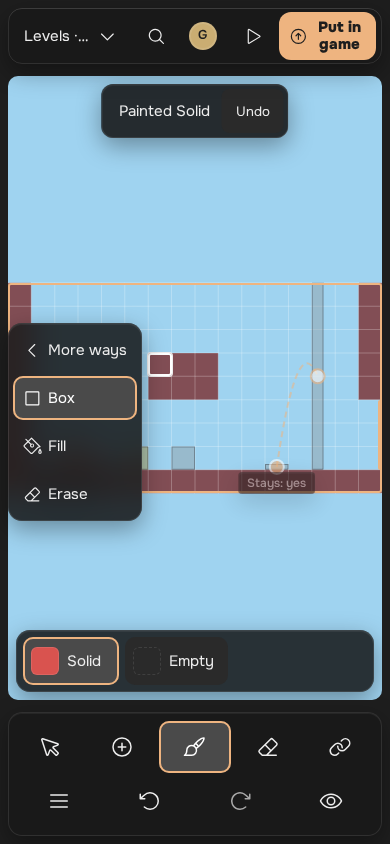 Levels ·...
G
Put in
game
Painted Solid
Undo
More ways
Box
Fill
Erase
Stays: yes
Solid
Empty